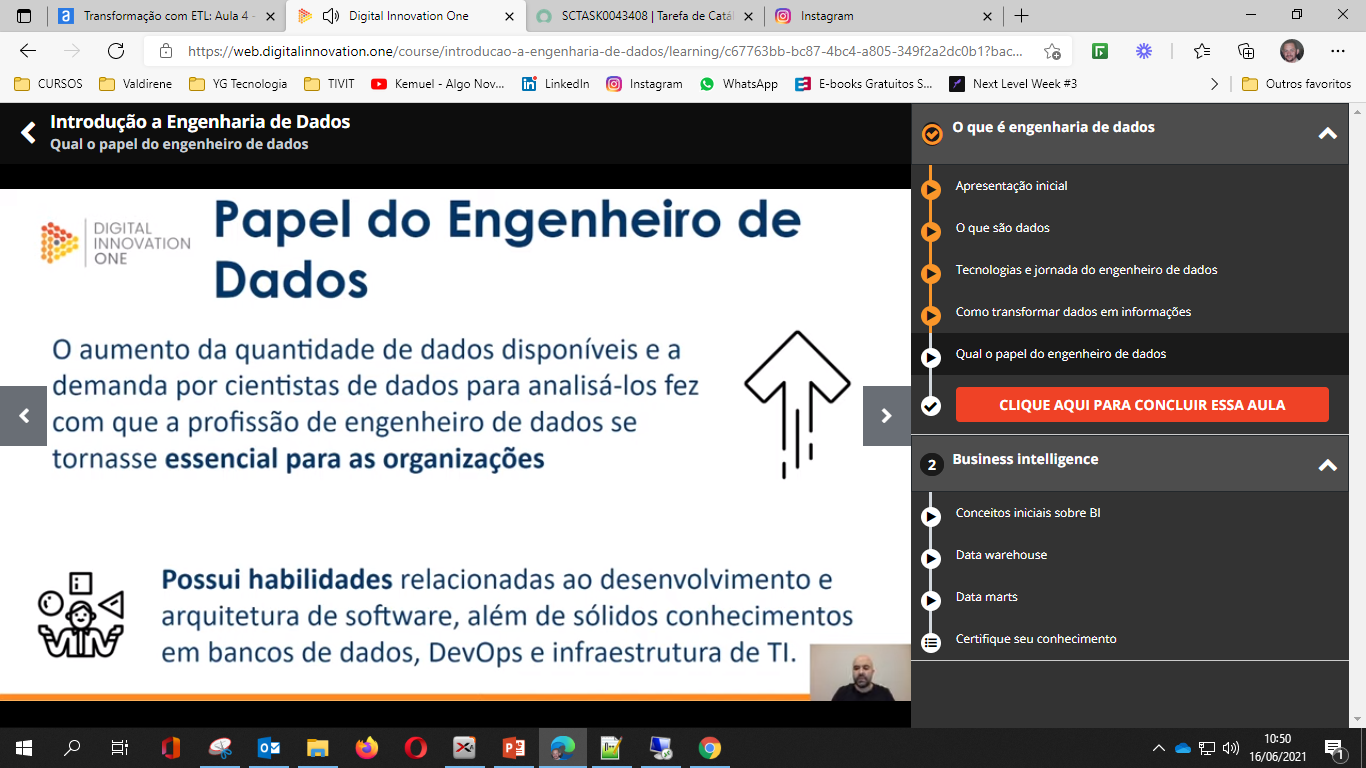 Transformação com ETL: Aula 4 -
Digital Innovation One
SCTASK0043408 | Tarefa de Catál
Instagram
https://web.digitalinnovation.one/course/introducao-a-engenharia-de-dados/learning/c67763bb-bc87-4bc4-a805-349f2a2dc0b1?bac...
CURSOS
Valdirene
YG Tecnologia
TIVIT
Kemuel - Algo Nov...
LinkedIn
Instagram
WhatsApp
E-books Gratuitos S...
Next Level Week #3
Outros favoritos
Introdução a Engenharia de Dados
Qual o papel do engenheiro de dados
DIGITAL
INNOVATION
ONE
Papel do Engenheiro de
Dados
O aumento da quantidade de dados disponíveis e a
demanda por cientistas de dados para analisá-los fez
com que a profissão de engenheiro de dados se
tornasse essencial para as organizações
Possui habilidades relacionadas ao desenvolvimento e
arquitetura de software, além de sólidos conhecimentos
em bancos de dados, DevOps e infraestrutura de TI.
O que é engenharia de dados
Apresentação inicial
O que são dados
Tecnologias e jornada do engenheiro de dados
Como transformar dados em informações
Qual o papel do engenheiro de dados
CLIQUE AQUI PARA CONCLUIR ESSA AULA
2 Business intelligence
Conceitos iniciais sobre BI
Data warehouse
Data marts
Certifique seu conhecimento
10:50
16/06/2021
1